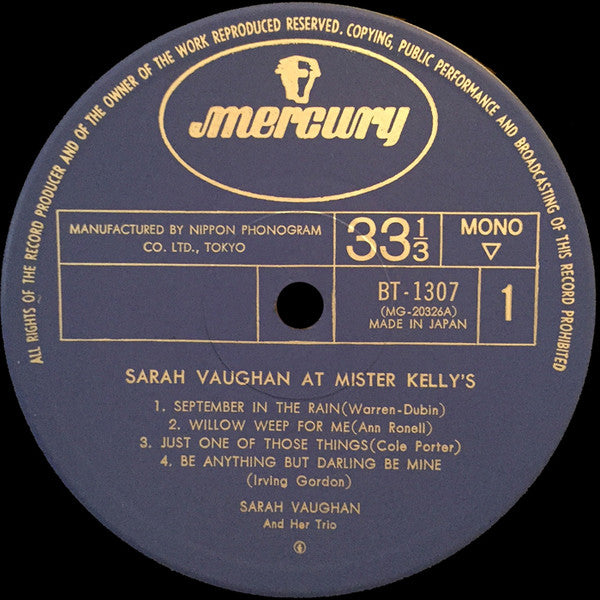 ALL RIGHTS OF THE RECORD PRODUCER AND OF THE OWNER OF THE WORK REPRODUCED RESERVED. COPYING, PUBLIC PERFORMANCE AND BROADCASTING OF THIS RECORD PROHIBITED
mercury
MANUFACTURED BY NIPPON PHONOGRAM
CO. LTD., TOKYO
33 1/3
MONO
▽
BT-1307
(MG-20326A)
MADE IN JAPAN
1
SARAH VAUGHAN AT MISTER KELLY'S
1. SEPTEMBER IN THE RAIN(Warren-Dubin)
2. WILLOW WEEP FOR ME(Ann Ronell)
3. JUST ONE OF THOSE THINGS(Cole Porter)
4. BE ANYTHING BUT DARLING BE MINE
(Irving Gordon)
SARAH VAUGHAN
And Her Trio